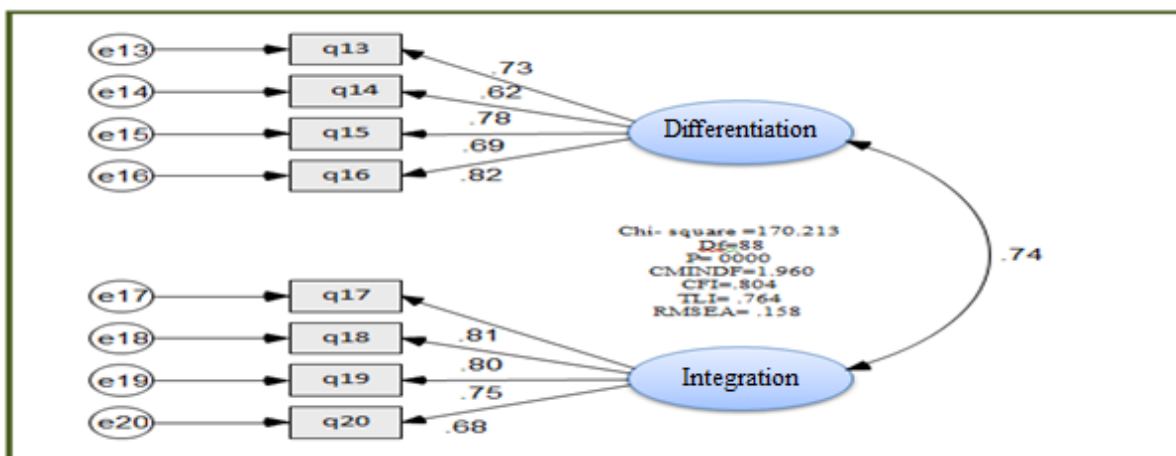 e13 q13
.73
e14 q14
.62
Differentiation
e15 q15
.78
.69
e16 q16
.82
Chi- square =170.213
Df=88
P= 0000
CMINDF=1.960
CFI=.804
TLI= .764
RMSEA= .158
.74
e17 q17
e18 q18
.81
.80
e19 q19
Integration
.75
e20 q20
.68